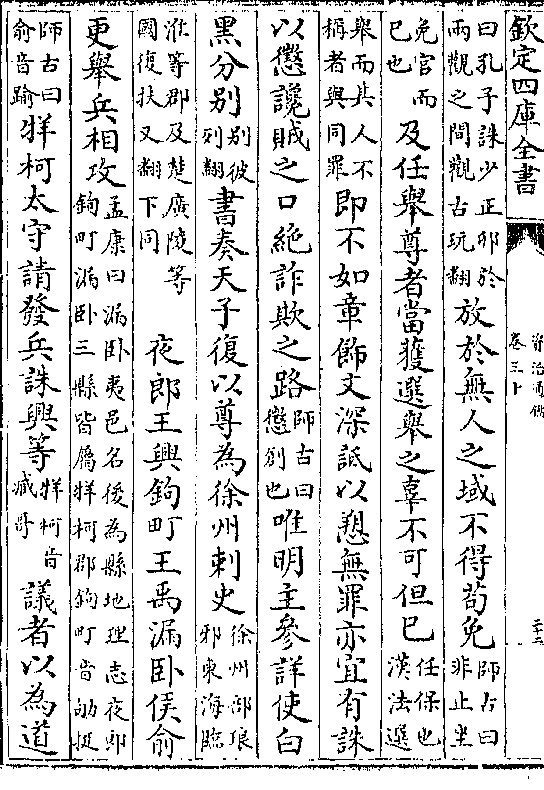 欽定四庫全書
資治通鑑
卷三十
二十二
曰孔子誅少正卯於
兩觀之間觀古玩翻
放於無人之域不得苟免
師古曰
非止坐
免官而
已也
及任舉尊者當獲選舉之辜不可但已
任保也
漢法選
舉而其人不
稱者與同罪
即不如章飾文深詆以愬無罪亦宜有誅
以懲讒賊之口絶詐欺之路
師古曰
懲創也
唯明主參詳使白
黑分别
别彼
列翻
書奏天子復以尊為徐州刺史
徐州部琅
邪東海臨
淮等郡及楚廣陵等
國復扶又翻下同
夜郎王興鉤町王禹漏卧侯俞
更舉兵相攻
孟康曰漏卧夷邑名後為縣地理志夜郎
鉤町漏卧三縣皆屬牂柯郡鉤町音劬挺
師古曰
俞音踰
牂柯太守請發兵誅興等
牂柯音
臧哥
議者以為道